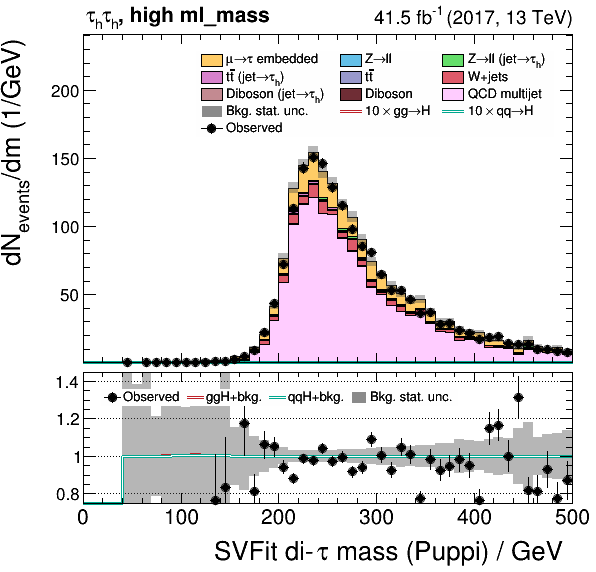 τhτh, high ml_mass 41.5 fb⁻¹ (2017, 13 TeV)
μ→τ embedded Z→ll Z→ll (jet→τh)
tt̄ (jet→τh) tt̄ W+jets
Diboson (jet→τh) Diboson QCD multijet
Bkg. stat. unc. 10 × gg→H 10 × qq→H
Observed
dNevents/dm (1/GeV)
200
150
100
50
Observed ggH+bkg. qqH+bkg. Bkg. stat. unc.
1.4
1.2
1
0.8
0 100 200 300 400 500
SVFit di-τ mass (Puppi) / GeV